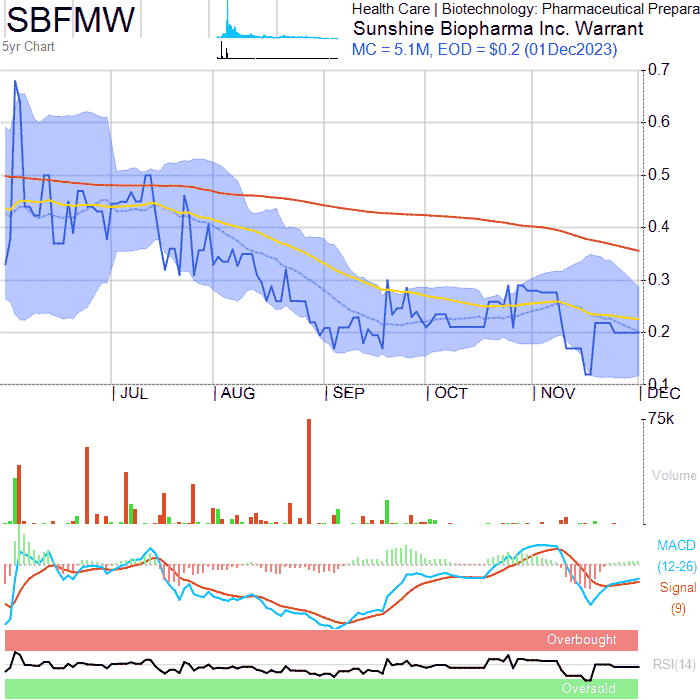 SBFMW
5yr Chart
Health Care | Biotechnology: Pharmaceutical Prepara
Sunshine Biopharma Inc. Warrant
MC = 5.1M, EOD = $0.2 (01Dec2023)
0.7
0.6
0.5
0.4
0.3
0.2
0.1
JUL AUG SEP OCT NOV DEC
75k
Volume
MACD
(12-26)
Signal
(9)
Overbought
RSI(14)
Oversold